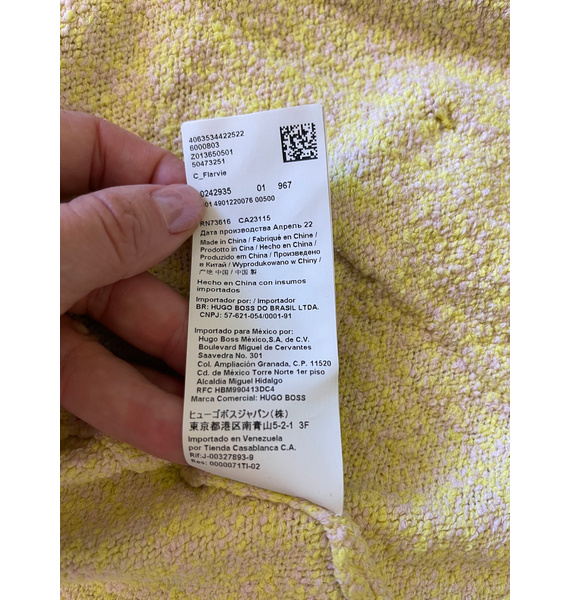 4063534422522
6000803
Z013650501
50473251
C_Flarvie
0242935 01 967
01 4901220076 00500
RN73616 CA23115
Дата производства Апрель 22
Made in China / Fabriqué en Chine /
Prodotto in Cina / Hecho en China /
Produzido em China / Произведено
в Китай / Wyprodukowano w Chiny /
产地 中国 / 中国 製
Hecho en China con insumos
importados
Importado por: / Importador
BR: HUGO BOSS DO BRASIL LTDA.
CNPJ: 57-621-054/0001-91
Importado para México por:
Hugo Boss México,S.A, de C.V.
Boulevard Miguel de Cervantes
Saavedra No. 301
Col. Ampliación Granada, C.P. 11520
Cd. de México Torre Norte 1er piso
Alcaldía Miguel Hidalgo
RFC HBM990413DC4
Marca Comercial: HUGO BOSS
ヒューゴボスジャパン(株)
東京都港区南青山5-2-1 3F
Importado en Venezuela
por Tienda Casablanca C.A.
Rif:J-00327893-9
Bos: 0000071TI-02